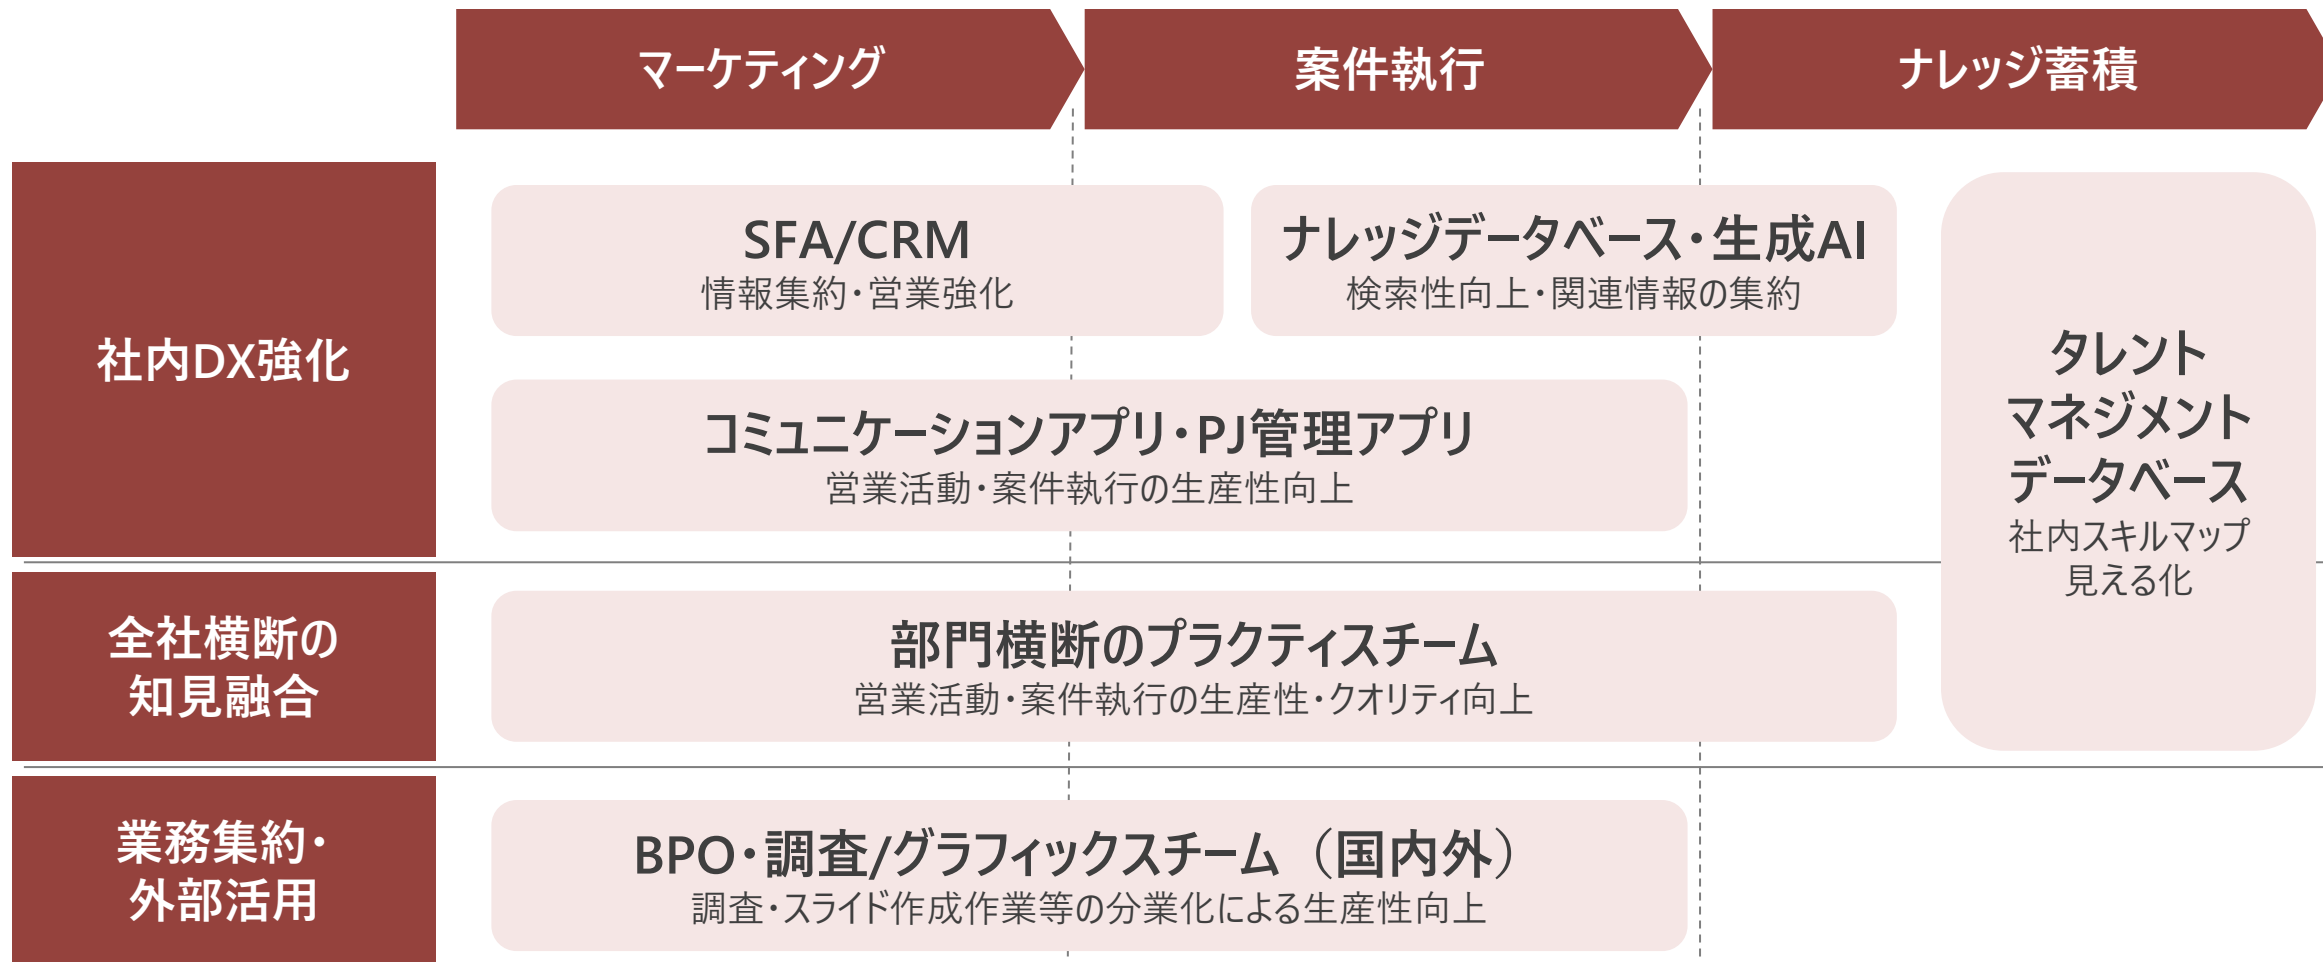 マーケティング
案件執行
ナレッジ蓄積
社内DX強化
SFA/CRM
情報集約・営業強化
ナレッジデータベース・生成AI
検索性向上・関連情報の集約
コミュニケーションアプリ・PJ管理アプリ
営業活動・案件執行の生産性向上
タレント
マネジメント
データベース
社内スキルマップ
見える化
全社横断の
知見融合
部門横断のプラクティスチーム
営業活動・案件執行の生産性・クオリティ向上
業務集約・
外部活用
BPO・調査/グラフィックスチーム（国内外）
調査・スライド作成作業等の分業化による生産性向上